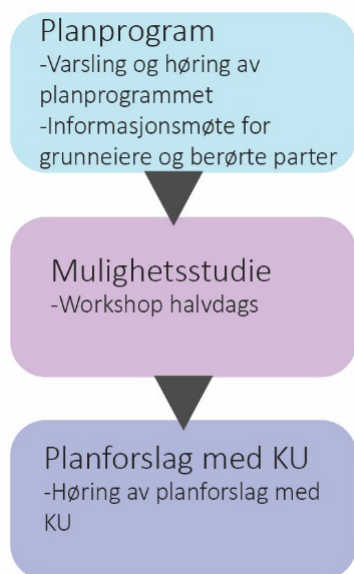 Planprogram
-Varsling og høring av
planprogrammet
-Informasjonsmøte for
grunneiere og berørte parter
Mulighetsstudie
-Workshop halvdags
Planforslag med KU
-Høring av planforslag med
KU